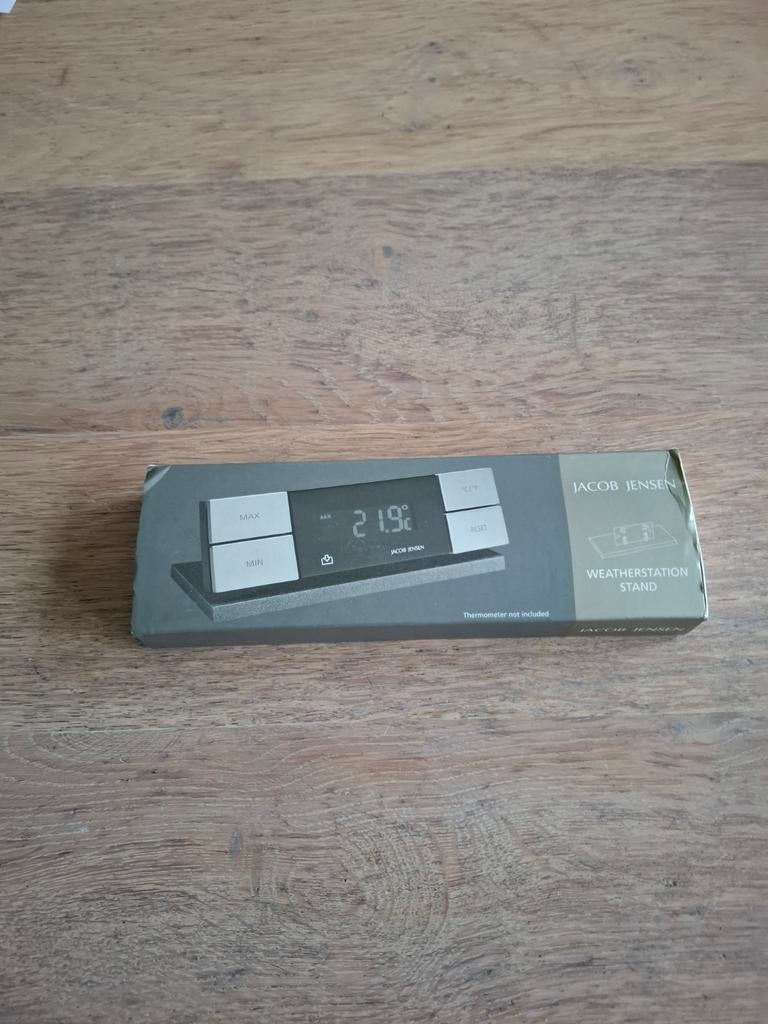 MAX
MIN
21.9°C
JACOB JENSEN
°C/°F
RESET
Thermometer not included
JACOB JENSEN
WEATHERSTATION
STAND
JACOB JENSEN